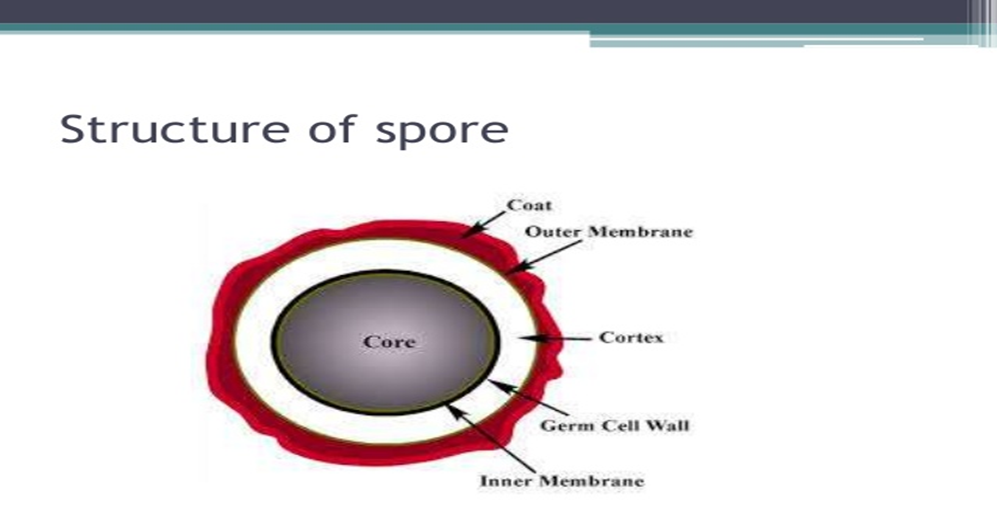 Structure of spore
Coat
Outer Membrane
Core
Cortex
Germ Cell Wall
Inner Membrane